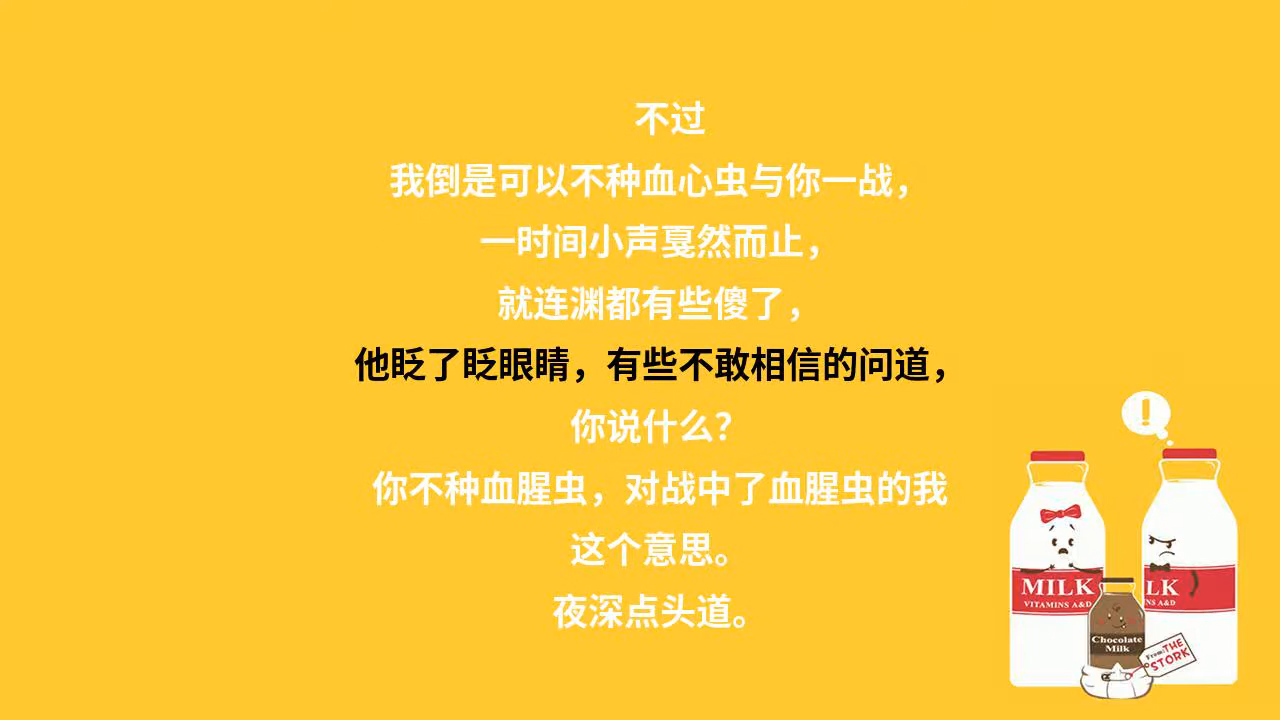 不过
我倒是可以不种血心虫与你一战，
一时间小声戛然而止，
就连渊都有些傻了，
他眨了眨眼睛，有些不敢相信的问道，
你说什么？
你不种血腥虫，对战中了血腥虫的我
这个意思。
夜深点头道。
!
MILK
VITAMINS A&D
LK
NS A&D
Chocolate
Milk
From: THE
STORK